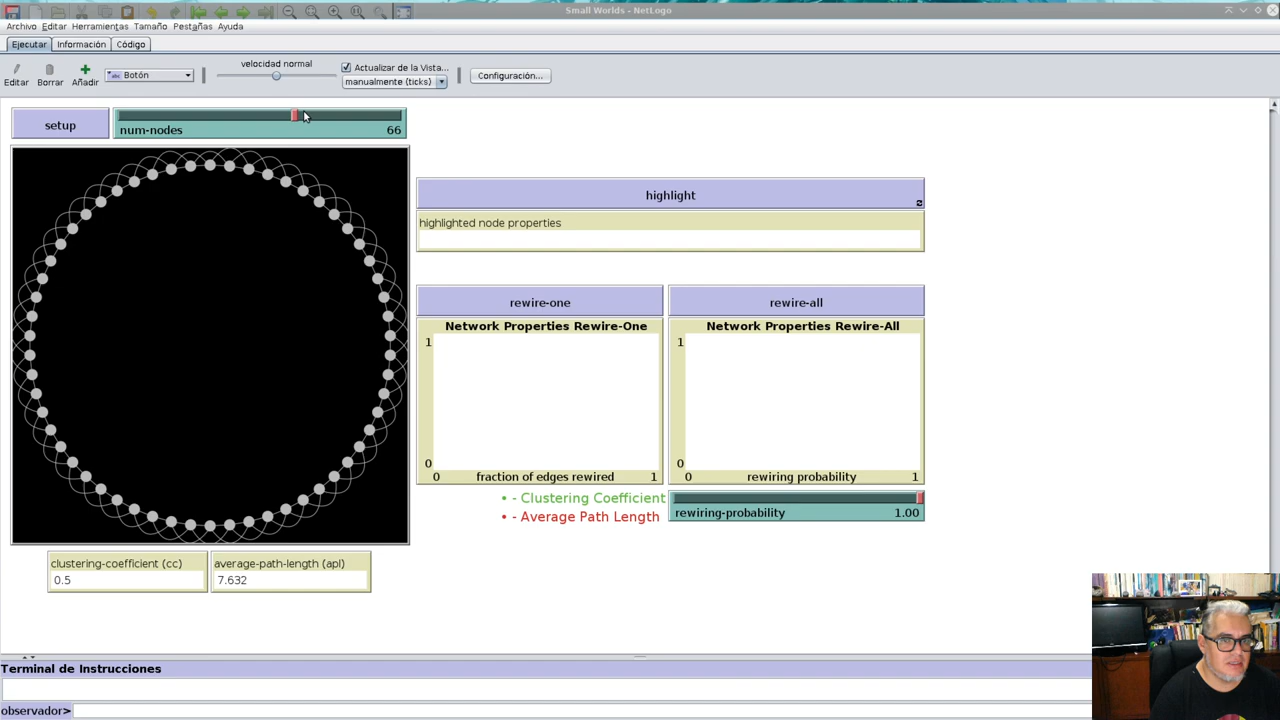 Small Worlds - NetLogo
Archivo Editar Herramientas Tamaño Pestañas Ayuda
Ejecutar Información Código
Editar Borrar Añadir
abc Botón
velocidad normal
Actualizar de la Vista...
manualmente (ticks)
Configuración...
setup
num-nodes 66
highlight
highlighted node properties
rewire-one
rewire-all
Network Properties Rewire-One
1
0
0 fraction of edges rewired 1
Network Properties Rewire-All
1
0
0 rewiring probability 1
• - Clustering Coefficient
• - Average Path Length
rewiring-probability 1.00
clustering-coefficient (cc)
0.5
average-path-length (apl)
7.632
Terminal de Instrucciones
observador>